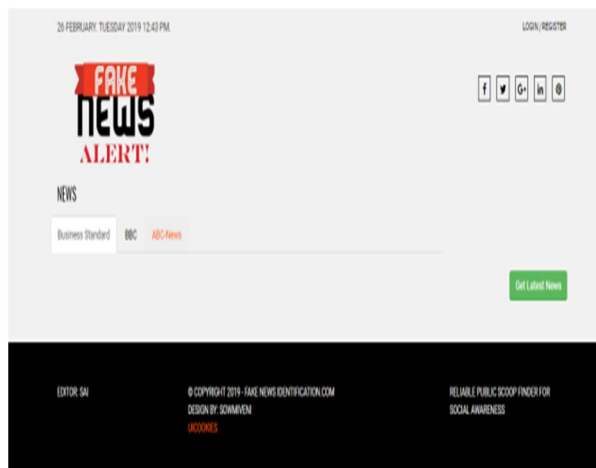 26 FEBRUARY. TUESDAY 2019 12:43 PM.
LOGIN / REGISTER
FAKE
NEWS
ALERT!
f G+ in
NEWS
Business Standard BBC ABC-News
Get Latest News
EDITOR: SAI
© COPYRIGHT 2019 - FAKE NEWS IDENTIFICATION.COM
DESIGN BY: SOWMIVENI
UICOOKIES
RELIABLE PUBLIC SCOOP FINDER FOR
SOCIAL AWARENESS